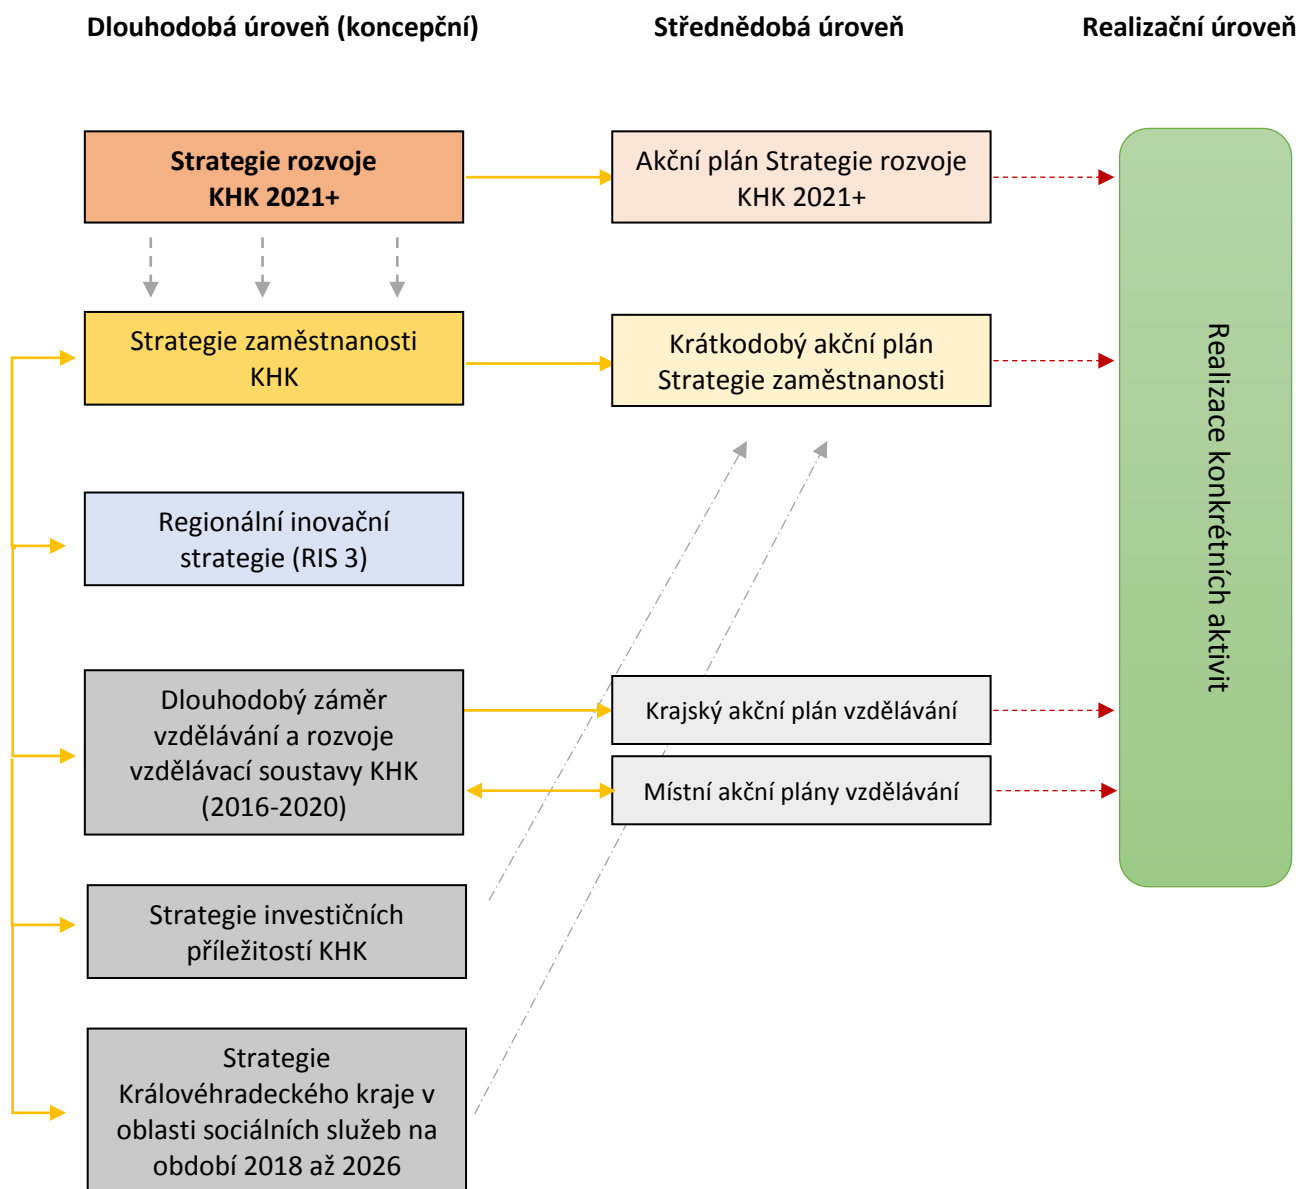 Dlouhodobá úroveň (koncepční)
Střednědobá úroveň
Realizační úroveň
Strategie rozvoje
KHK 2021+
Akční plán Strategie rozvoje
KHK 2021+
Strategie zaměstnanosti
KHK
Krátkodobý akční plán
Strategie zaměstnanosti
Regionální inovační
strategie (RIS 3)
Dlouhodobý záměr
vzdělávání a rozvoje
vzdělávací soustavy KHK
(2016-2020)
Krajský akční plán vzdělávání
Místní akční plány vzdělávání
Strategie investičních
příležitostí KHK
Strategie
Královéhradeckého kraje v
oblasti sociálních služeb na
období 2018 až 2026
Realizace konkrétních aktivit